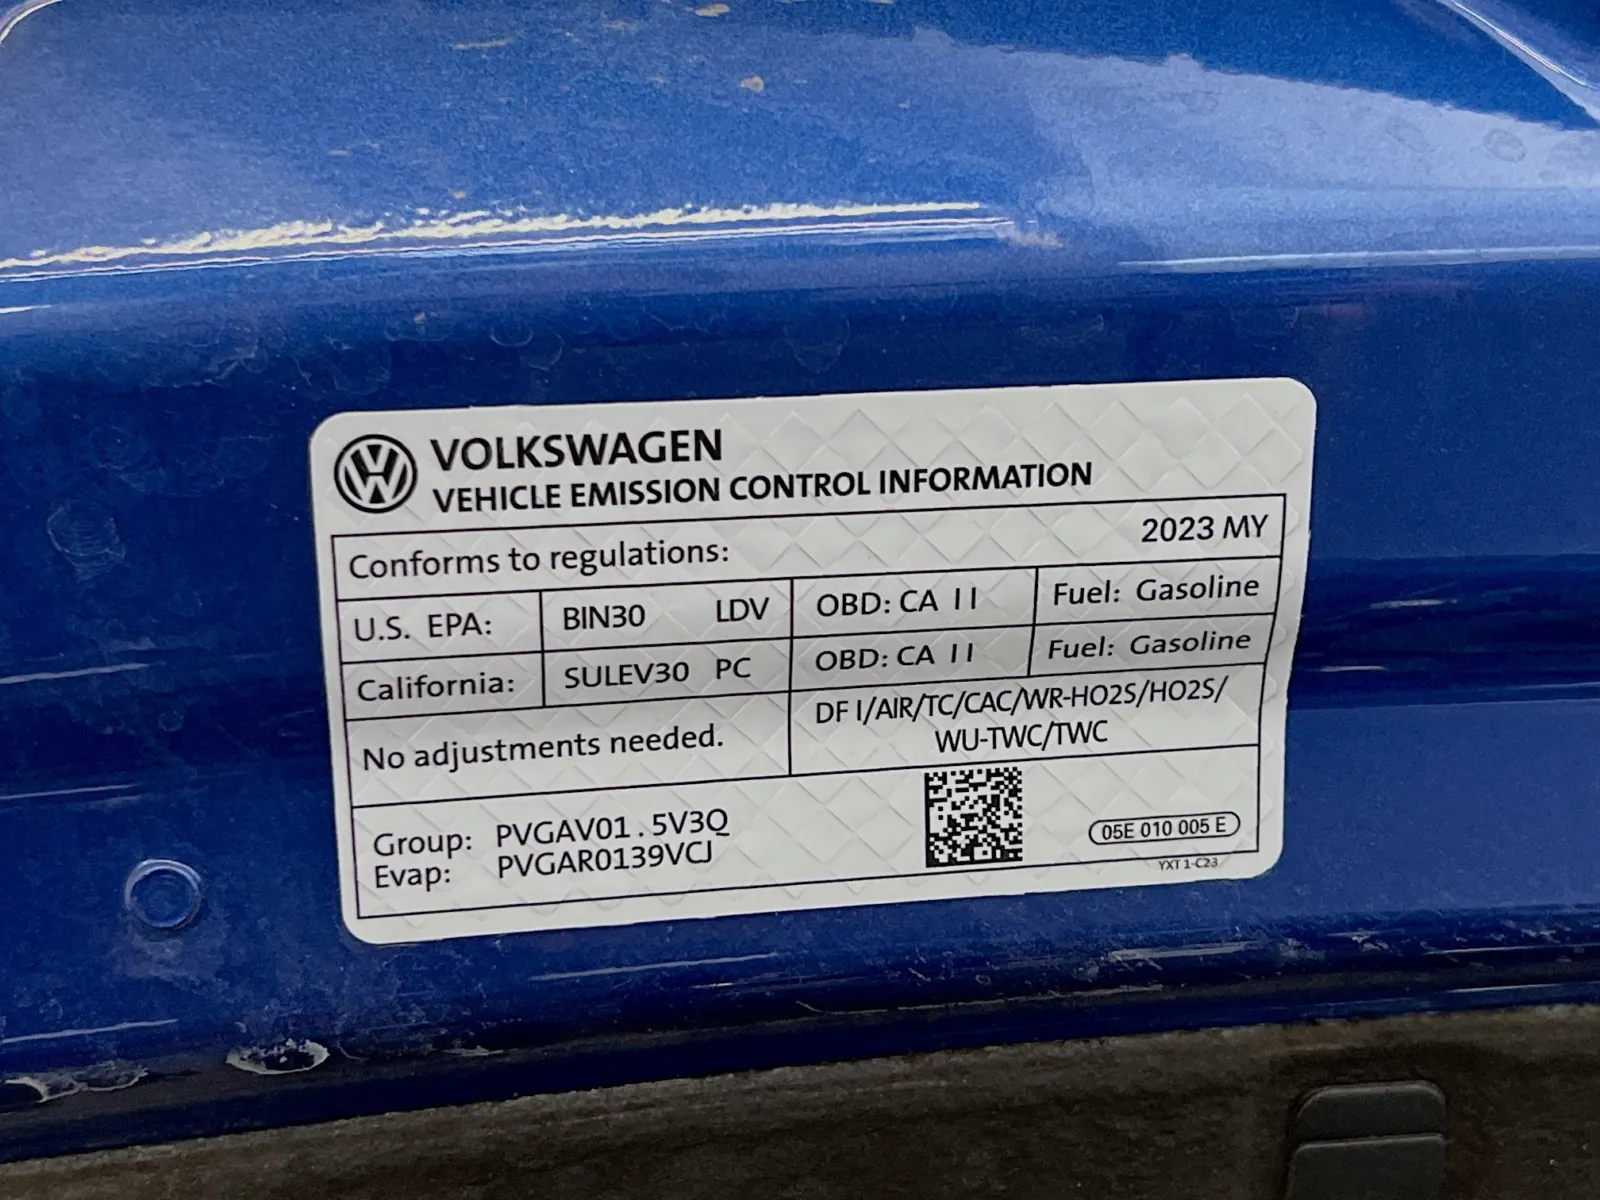 VOLKSWAGEN
VEHICLE EMISSION CONTROL INFORMATION
Conforms to regulations: 2023 MY
U.S. EPA: BIN30 LDV OBD: CA II Fuel: Gasoline
California: SULEV30 PC OBD: CA II Fuel: Gasoline
No adjustments needed.
DFI/AIR/TC/CAC/WR-HO2S/HO2S/
WU-TWC/TWC
Group: PVGAV01.5V3Q
Evap: PVGAR0139VCJ
05E 010 005 E
YXT 1-C23